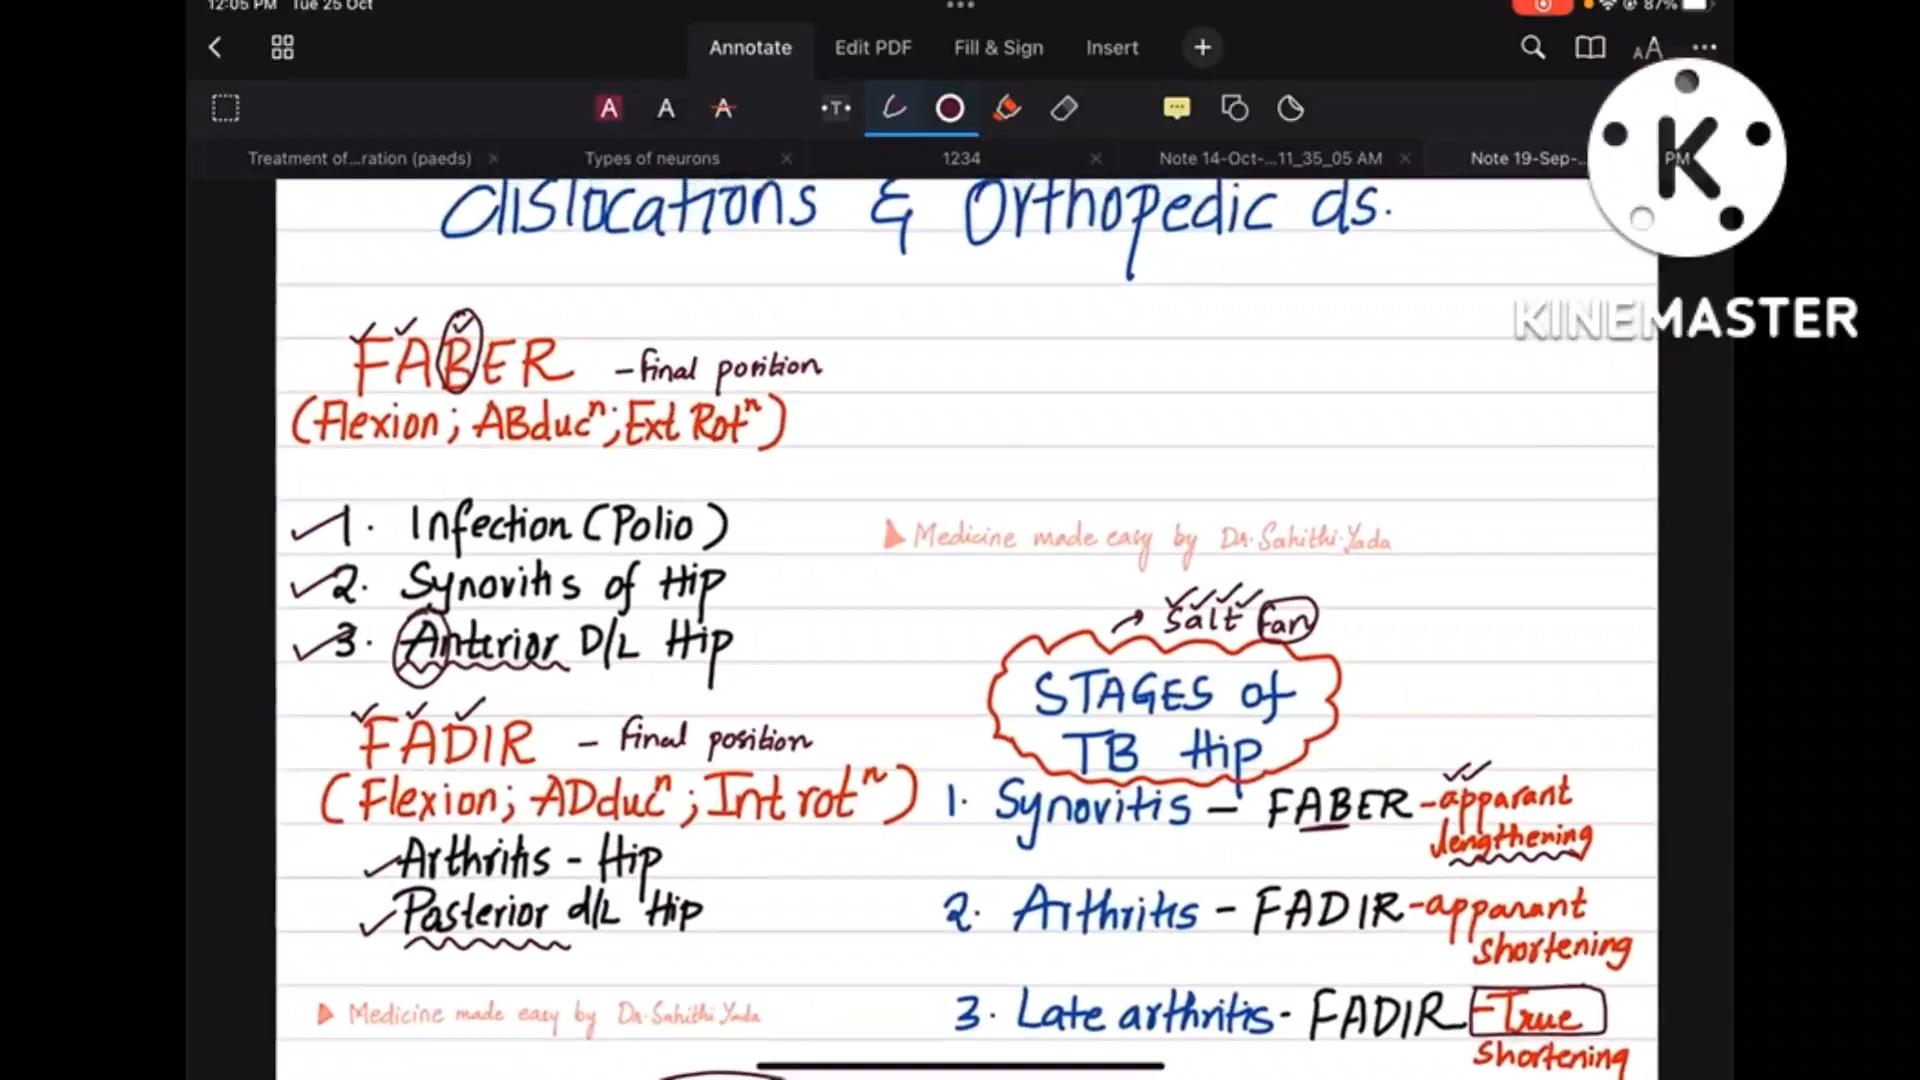 12:05 PM Tue 25 Oct
87%
Annotate Edit PDF Fill & Sign Insert
Treatment of...ration (paeds) Types of neurons 1234 Note 14-Oct-...11_35_05 AM Note 19-Sep-... PM
K
KINEMASTER
dislocations & Orthopedic ds.
FABER - final position
(Flexion; ABducⁿ; Ext Rotⁿ)
1. Infection (Polio)
2. Synovitis of Hip
3. Anterior D/L Hip
FADIR - final position
(Flexion; ADducⁿ; Int rotⁿ)
Arthritis - Hip
Posterior d/L Hip
Medicine made easy by Dr. Sahithi Yada
Medicine made easy by Dr. Sahithi Yada
→ Salt fan
STAGES of
TB Hip
1. Synovitis - FABER - apparant
lengthening
2. Arthritis - FADIR - apparant
shortening
3. Late arthritis - FADIR - True
shortening